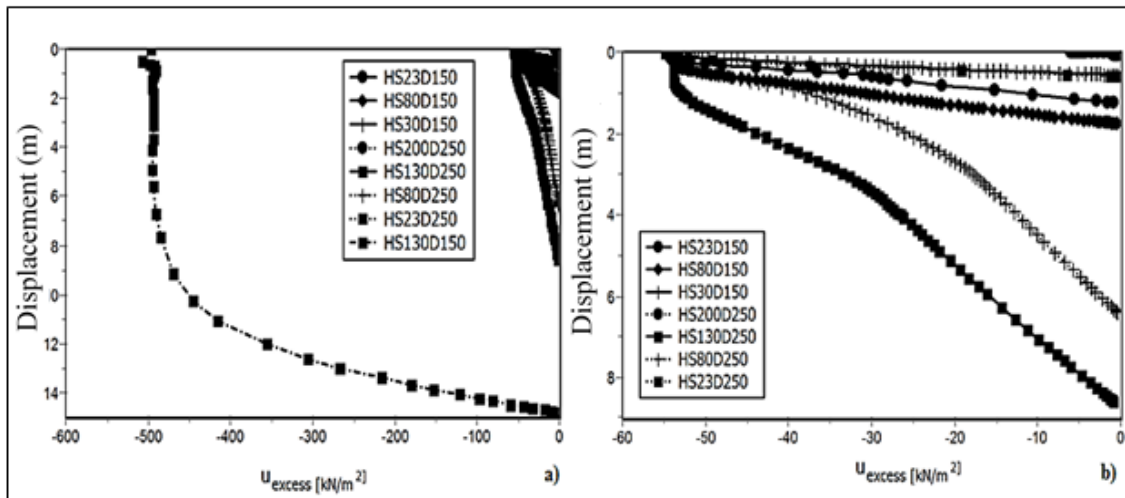 Displacement (m)
0
2
4
6
8
0
12
14
-600
-500
-400
-300
-200
-100
0
u excess [kN/m²]
a)
HS23D150
HS80D150
HS30D150
HS200D250
HS130D250
HS80D250
HS23D250
HS130D150
Displacement (m)
0
2
4
6
8
-60
-50
-40
-30
-20
-10
0
u excess [kN/m²]
b)
HS23D150
HS80D150
HS30D150
HS200D250
HS130D250
HS80D250
HS23D250